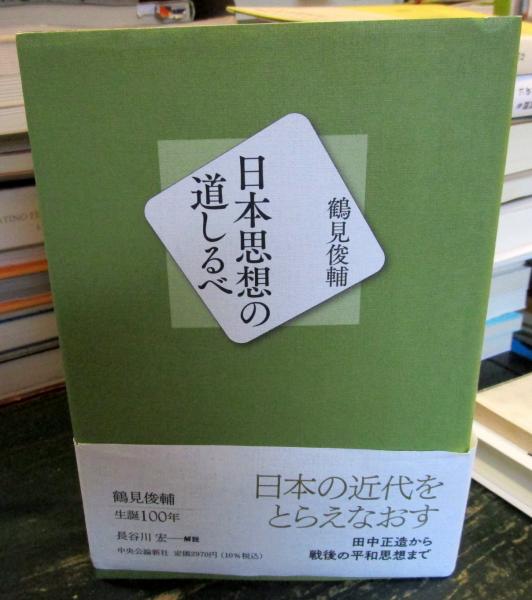 日本思想の
道しるべ
鶴見俊輔
日本の近代を
とらえなおす
田中正造から
戦後の平和思想まで
鶴見俊輔
生誕100年
長谷川 宏──解説
中央公論新社 定価2970円(10%税込)